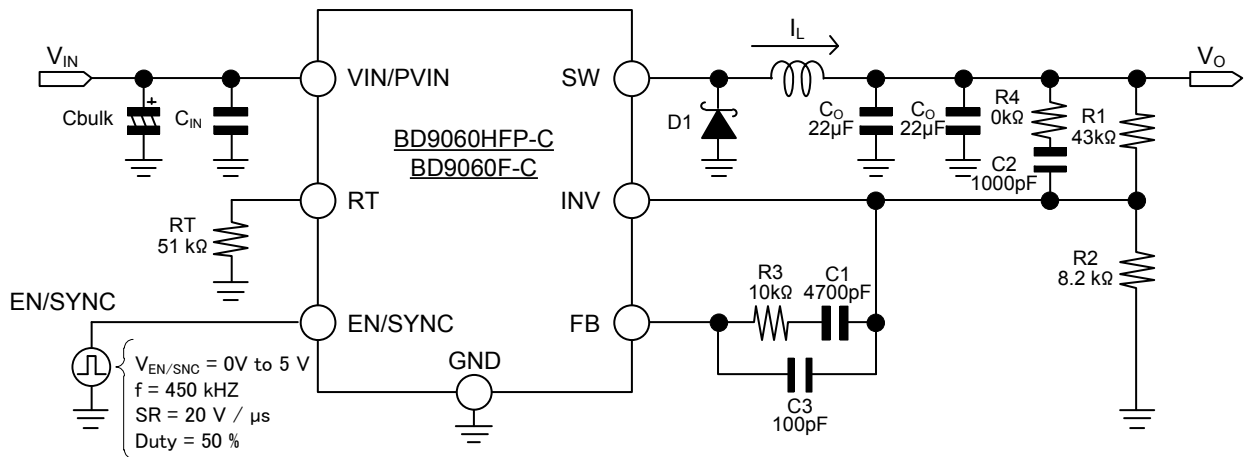 V_IN
VIN/PVIN
SW
I_L
V_O
Cbulk
+
C_IN
D1
C_O
22µF
C_O
22µF
R4
0kΩ
R1
43kΩ
C2
1000pF
BD9060HFP-C
BD9060F-C
RT
INV
RT
51 kΩ
R2
8.2 kΩ
R3
10kΩ
C1
4700pF
EN/SYNC
EN/SYNC
FB
GND
C3
100pF
V_EN/SNC = 0V to 5 V
f = 450 kHZ
SR = 20 V / µs
Duty = 50 %